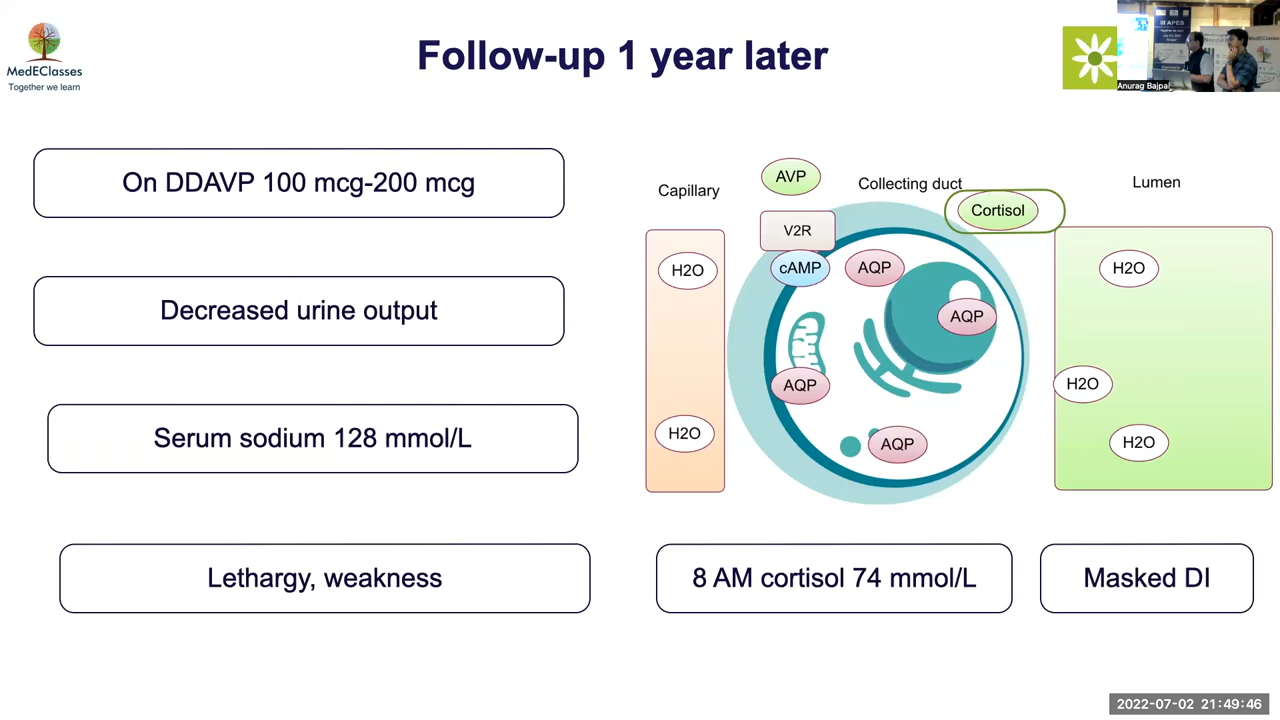 MedEClasses
Together we learn
Follow-up 1 year later
III APES
Anurag Bajpai
On DDAVP 100 mcg-200 mcg
Decreased urine output
Serum sodium 128 mmol/L
Lethargy, weakness
Capillary
AVP
Collecting duct
Lumen
Cortisol
V2R
H2O
cAMP
AQP
H2O
AQP
AQP
H2O
H2O
AQP
H2O
8 AM cortisol 74 mmol/L
Masked DI
2022-07-02 21:49:46